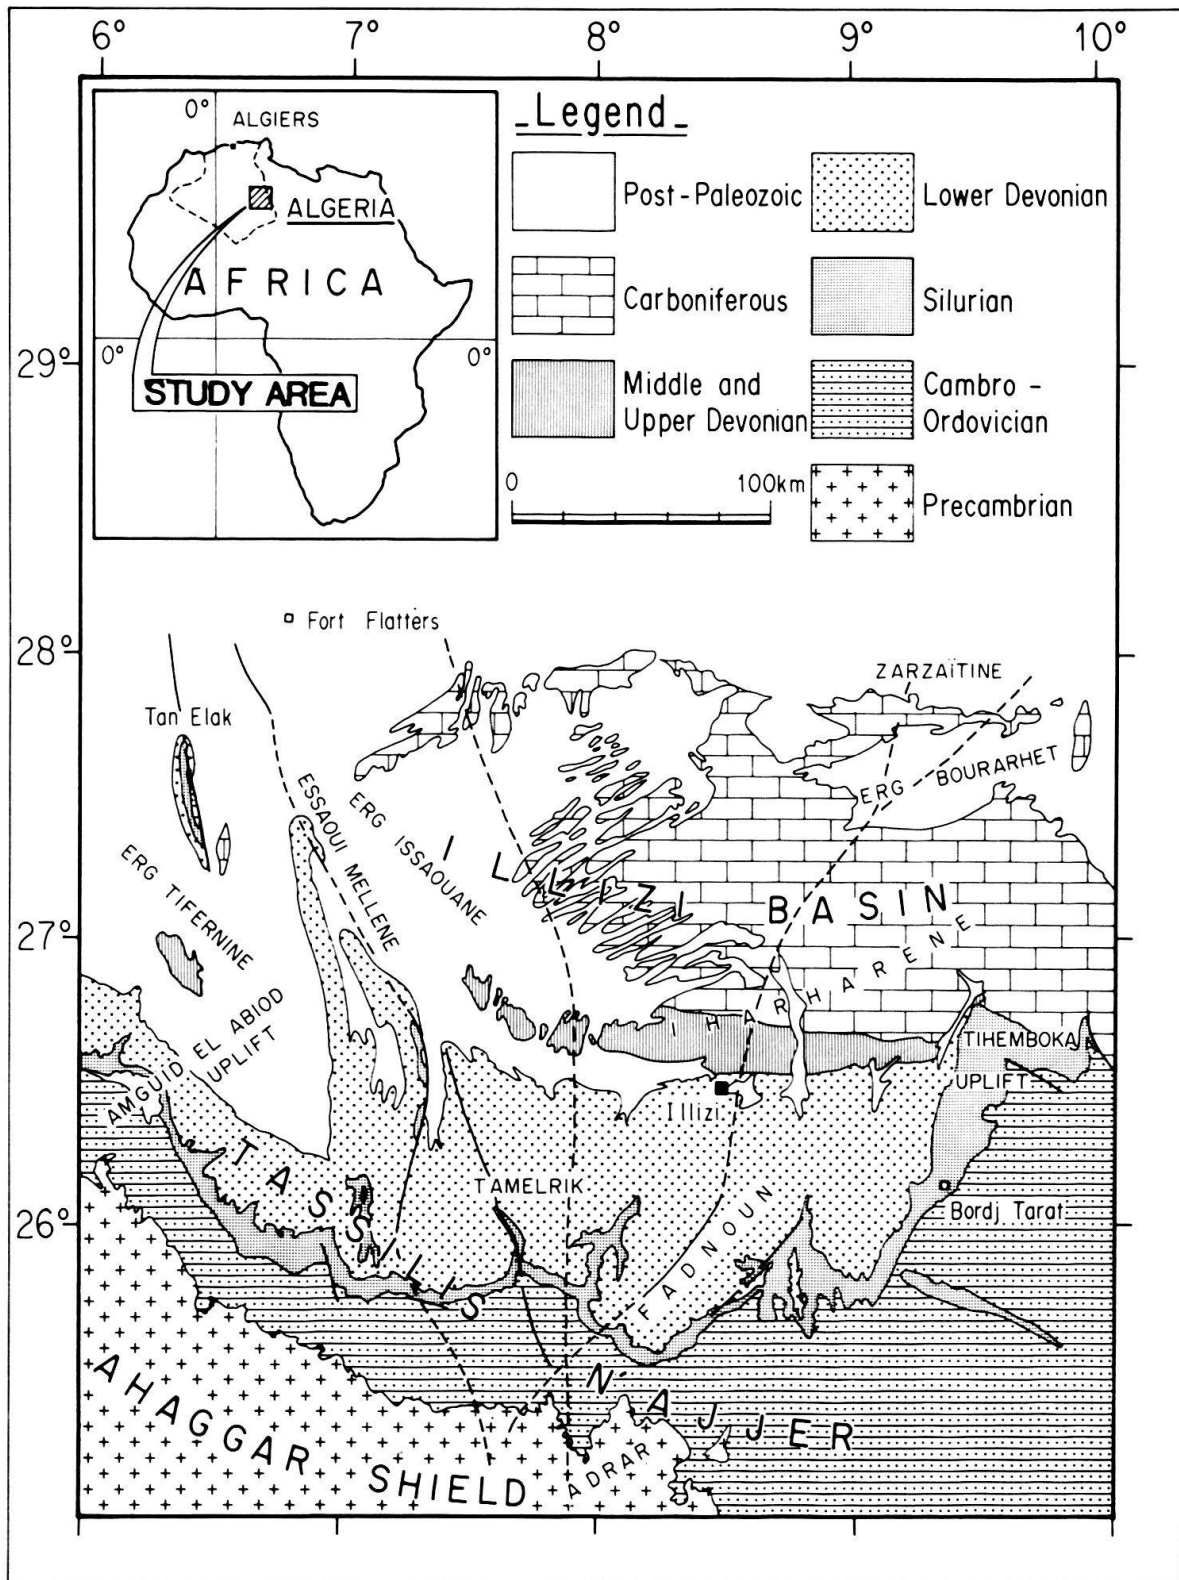 6° 7° 8° 9° 10°
0°
ALGIERS
ALGERIA
AFRICA
0° 0°
STUDY AREA
_Legend_
Post-Paleozoic
Lower Devonian
Carboniferous
Silurian
Middle and
Upper Devonian
Cambro-
Ordovician
0 100km
Precambrian
29°
28°
27°
26°
Fort Flatters
ZARZAÏTINE
Tan Elak
ERG BOURARHET
ESSAOUI MELLENE
ERG ISSAOUANE
ERG TIFERNINE
ILLIZI BASIN
IHARHARENE
AMGUID EL ABIOD
UPLIFT
TIHEMBOKA
UPLIFT
Illizi
TAMELRIK
Bordj Tarat
FADNOUN
TASSILIS N'AJJER
ADRAR
AHAGGAR SHIELD